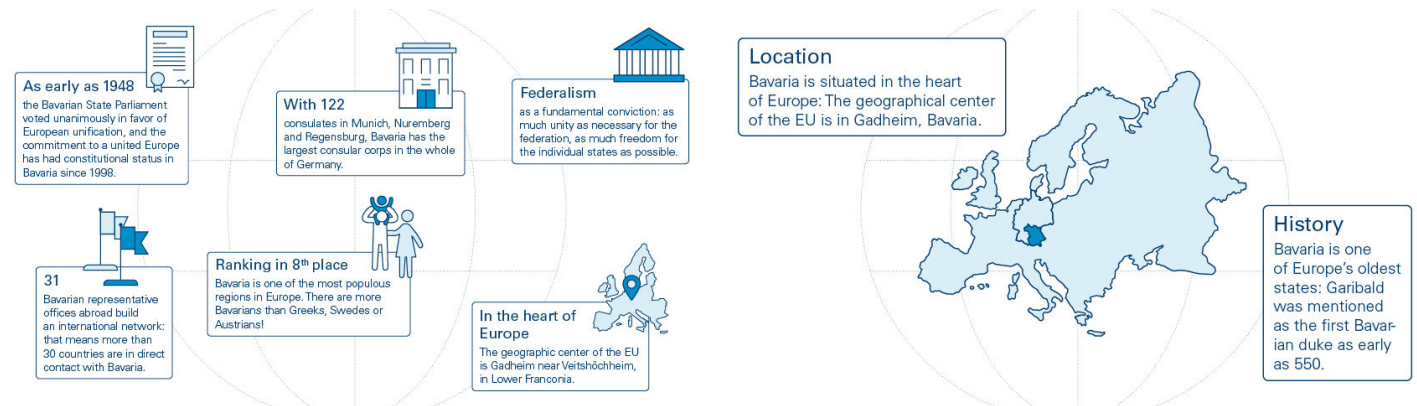 As early as 1948
the Bavarian State Parliament
voted unanimously in favor of
European unification, and the
commitment to a united Europe
has had constitutional status in
Bavaria since 1998.
With 122
consulates in Munich, Nuremberg
and Regensburg, Bavaria has the
largest consular corps in the whole
of Germany.
Federalism
as a fundamental conviction: as
much unity as necessary for the
federation, as much freedom for
the individual states as possible.
31
Bavarian representative
offices abroad build
an international network:
that means more than
30 countries are in direct
contact with Bavaria.
Ranking in 8th place
Bavaria is one of the most populous
regions in Europe. There are more
Bavarians than Greeks, Swedes or
Austrians!
In the heart of
Europe
The geographic center of the EU
is Gadheim near Veitshöchheim,
in Lower Franconia.
Location
Bavaria is situated in the heart
of Europe: The geographical center
of the EU is in Gadheim, Bavaria.
History
Bavaria is one
of Europe's oldest
states: Garibald
was mentioned
as the first Bavar-
ian duke as early
as 550.